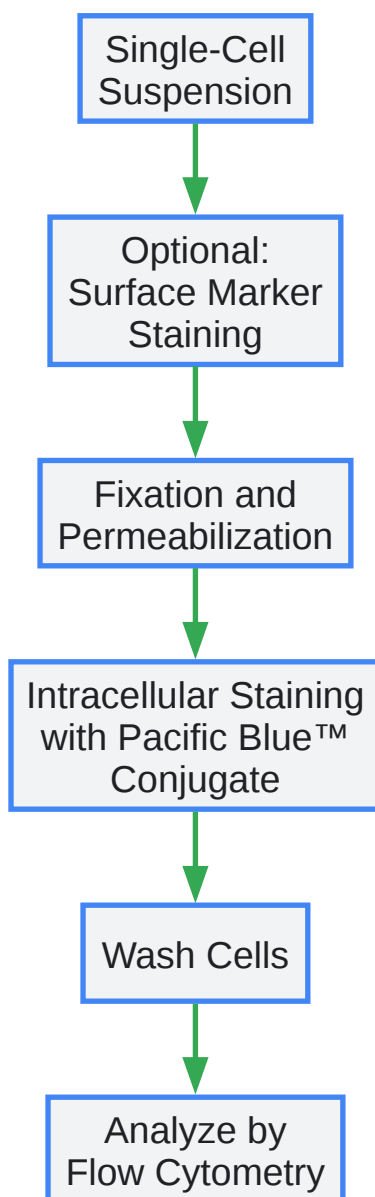 Single-Cell
Suspension
Optional:
Surface Marker
Staining
Fixation and
Permeabilization
Intracellular Staining
with Pacific Blue™
Conjugate
Wash Cells
Analyze by
Flow Cytometry